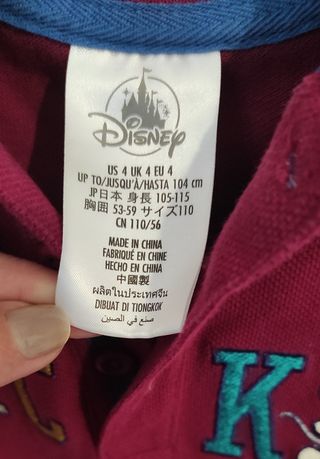 Disney
US 4 UK 4 EU 4
UP TO/JUSQU'À/HASTA 104 cm
JP日本 身長 105-115
胸囲 53-59 サイズ110
CN 110/56
MADE IN CHINA
FABRIQUÉ EN CHINE
HECHO EN CHINA
中國製
ผลิตในประเทศจีน
DIBUAT DI TIONGKOK
صنع في الصين
K